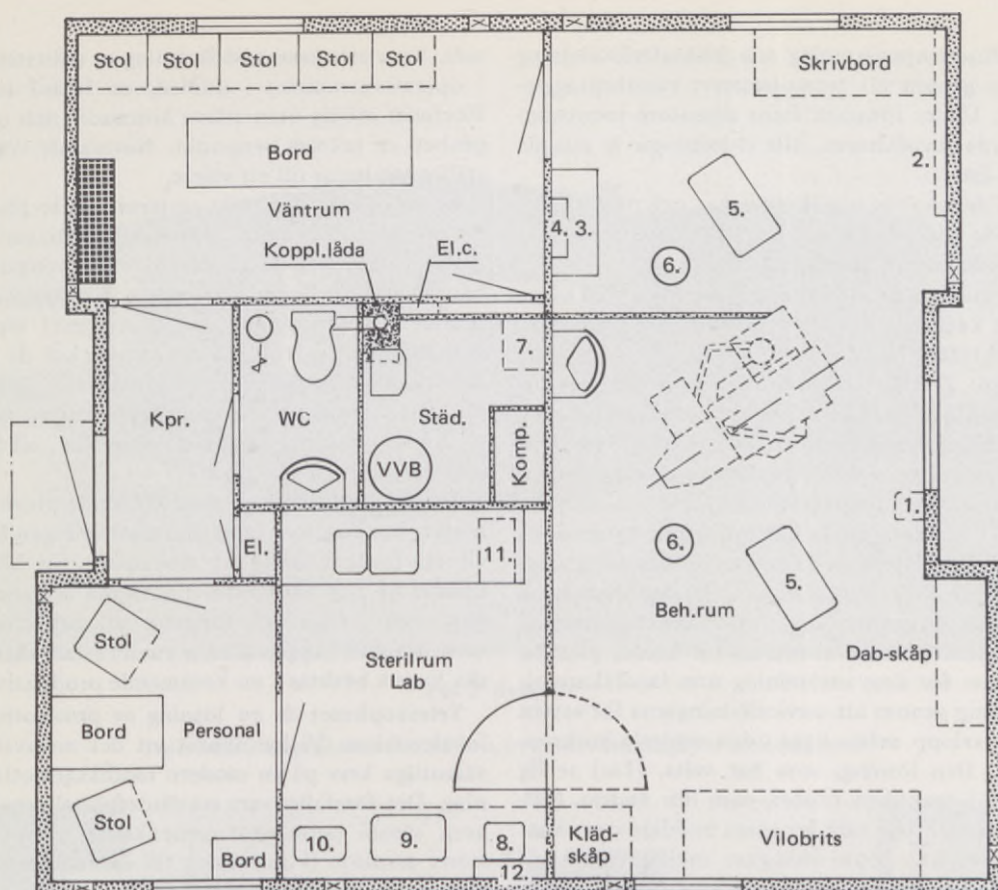 Stol Stol Stol Stol Stol
Skrivbord
Bord
2.
Väntrum
5.
4. 3.
Koppl.låda
El.c.
6.
7.
Kpr.
WC
Städ.
Komp.
VVB
1.
El.
11.
6.
5.
Beh.rum
Stol
Dab-skåp
Sterilrum
Lab
Bord
Personal
Stol
Bord
10.
9.
8.
12.
Kläd-
skåp
Vilobrits